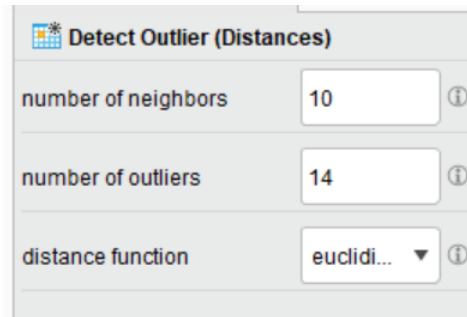 Detect Outlier (Distances)
number of neighbors 10
number of outliers 14
distance function euclidi...